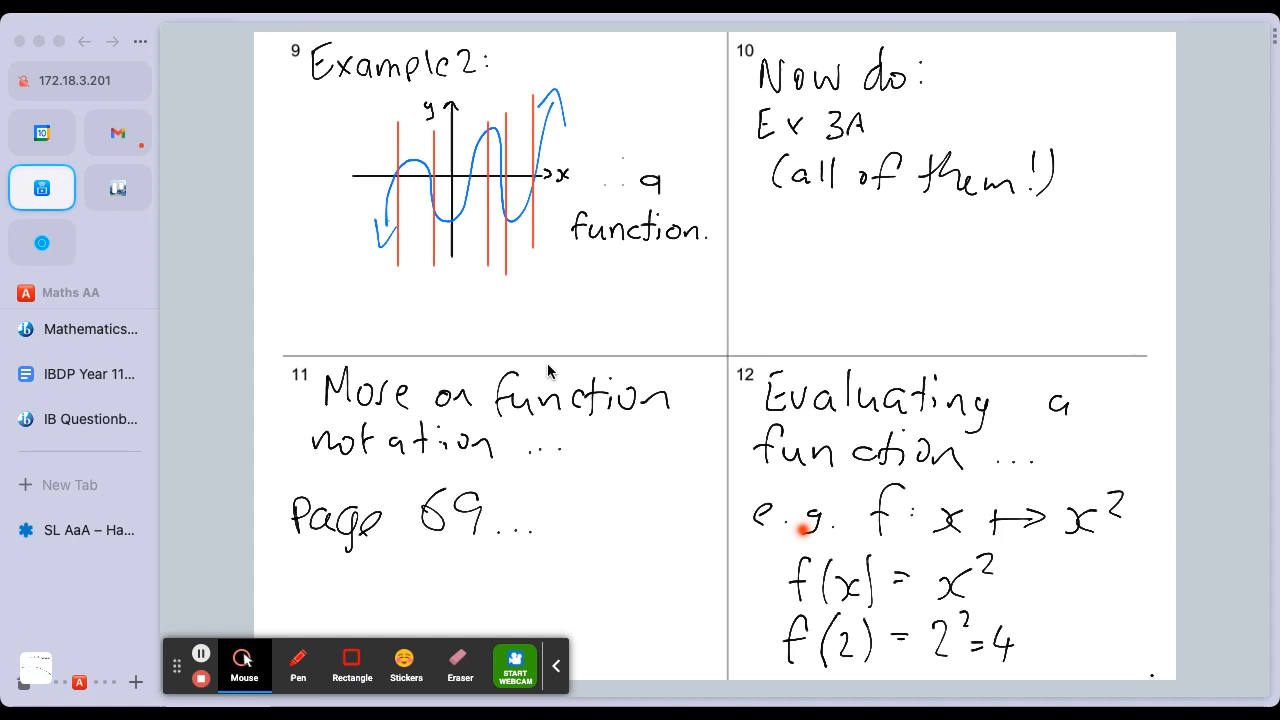 172.18.3.201
10
Maths AA
Mathematics...
IBDP Year 11...
IB Questionb...
New Tab
SL AaA – Ha...
A
9
Example 2:
y
x
∴ a
function.
10
Now do:
Ex 3A
(all of them!)
11
More on function
notation ...
Page 69...
12
Evaluating a
function ...
e.g. f: x ↦ x²
f(x) = x²
f(2) = 2² = 4
Mouse
Pen
Rectangle
Stickers
Eraser
START
WEBCAM